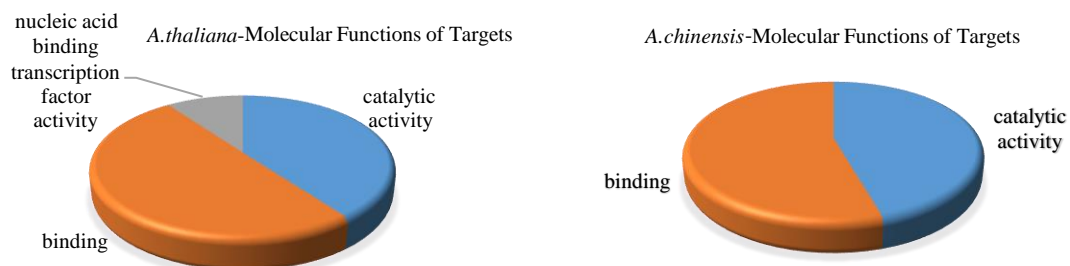 nucleic acid
binding
transcription
factor
activity
A.thaliana-Molecular Functions of Targets
catalytic
activity
binding
A.chinensis-Molecular Functions of Targets
catalytic
activity
binding